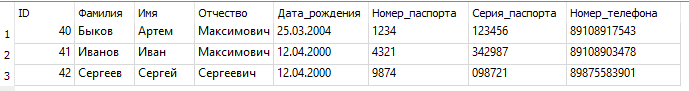 ID Фамилия Имя Отчество Дата_рождения Номер_паспорта Серия_паспорта Номер_телефона
1 40 Быков Артем Максимович 25.03.2004 1234 123456 89108917543
2 41 Иванов Иван Максимович 12.04.2000 4321 342987 89108903478
3 42 Сергеев Сергей Сергеевич 12.04.2000 9874 098721 89875583901